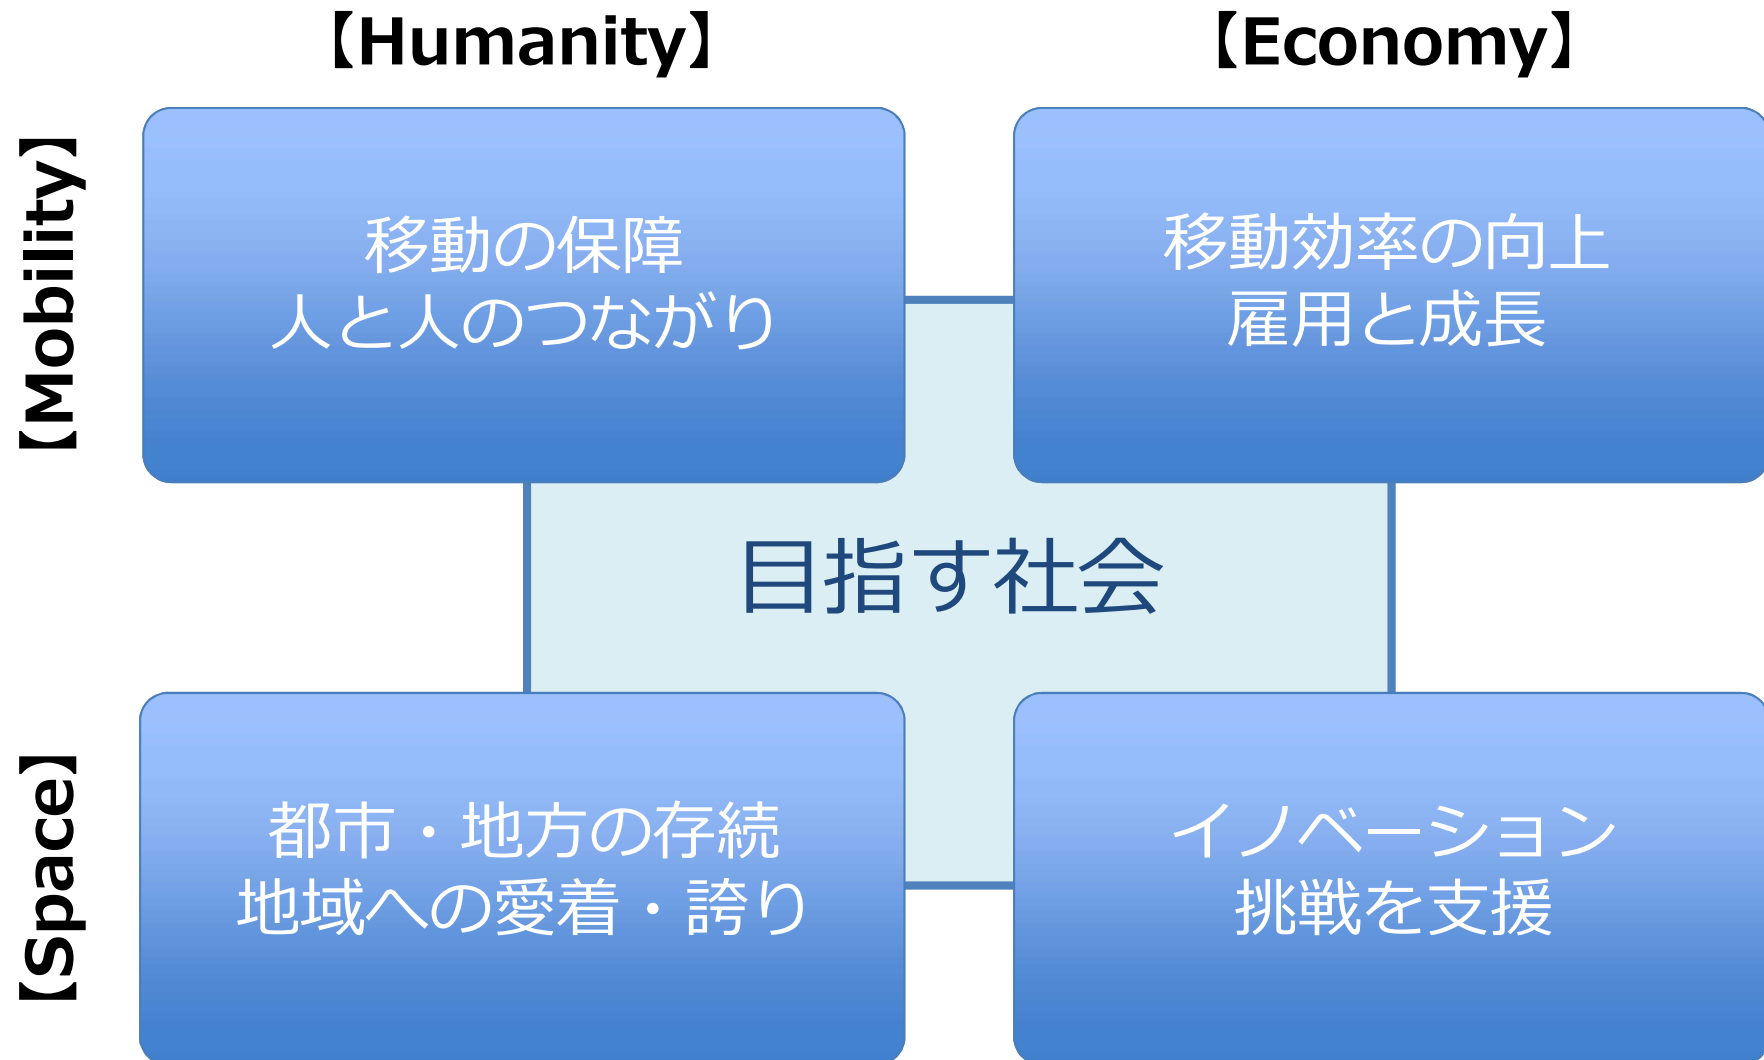 【Humanity】
【Economy】
【Mobility】
移動の保障
人と人のつながり
移動効率の向上
雇用と成長
目指す社会
【Space】
都市・地方の存続
地域への愛着・誇り
イノベーション
挑戦を支援